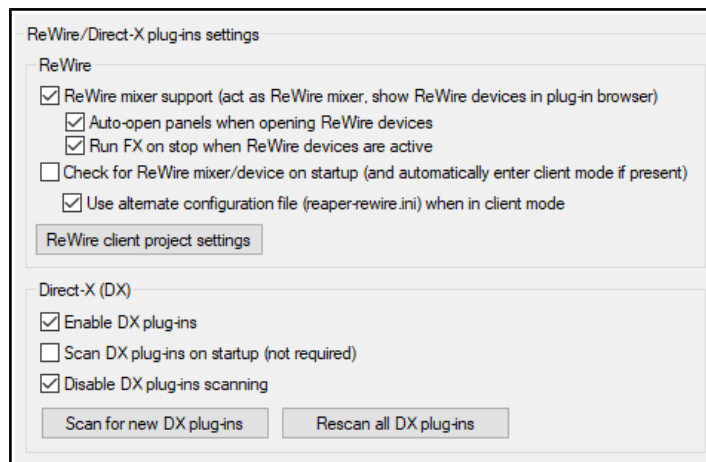 ReWire/Direct-X plug-ins settings
ReWire
ReWire mixer support (act as ReWire mixer, show ReWire devices in plug-in browser)
Auto-open panels when opening ReWire devices
Run FX on stop when ReWire devices are active
Check for ReWire mixer/device on startup (and automatically enter client mode if present)
Use alternate configuration file (reaper-rewire.ini) when in client mode
ReWire client project settings
Direct-X (DX)
Enable DX plug-ins
Scan DX plug-ins on startup (not required)
Disable DX plug-ins scanning
Scan for new DX plug-ins Rescan all DX plug-ins